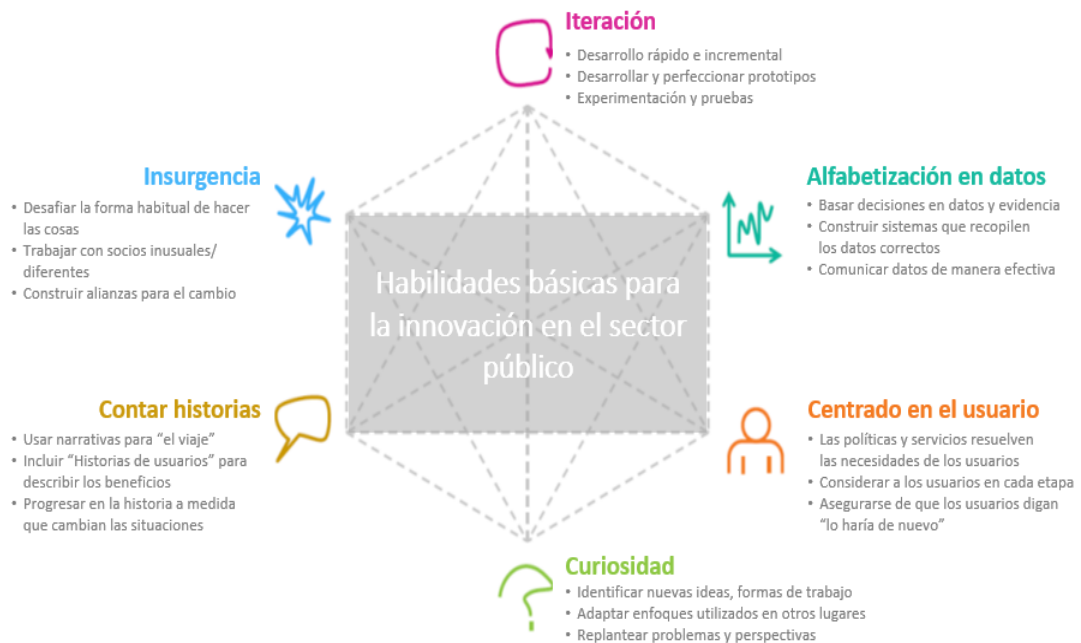 Iteración
• Desarrollo rápido e incremental
• Desarrollar y perfeccionar prototipos
• Experimentación y pruebas
Insurgencia
• Desafiar la forma habitual de hacer
las cosas
• Trabajar con socios inusuales/
diferentes
• Construir alianzas para el cambio
Alfabetización en datos
• Basar decisiones en datos y evidencia
• Construir sistemas que recopilen
los datos correctos
• Comunicar datos de manera efectiva
Habilidades básicas para
la innovación en el sector
público
Contar historias
• Usar narrativas para “el viaje”
• Incluir “Historias de usuarios” para
describir los beneficios
• Progresar en la historia a medida
que cambian las situaciones
Centrado en el usuario
• Las políticas y servicios resuelven
las necesidades de los usuarios
• Considerar a los usuarios en cada etapa
• Asegurarse de que los usuarios digan
“lo haría de nuevo”
Curiosidad
• Identificar nuevas ideas, formas de trabajo
• Adaptar enfoques utilizados en otros lugares
• Replantear problemas y perspectivas